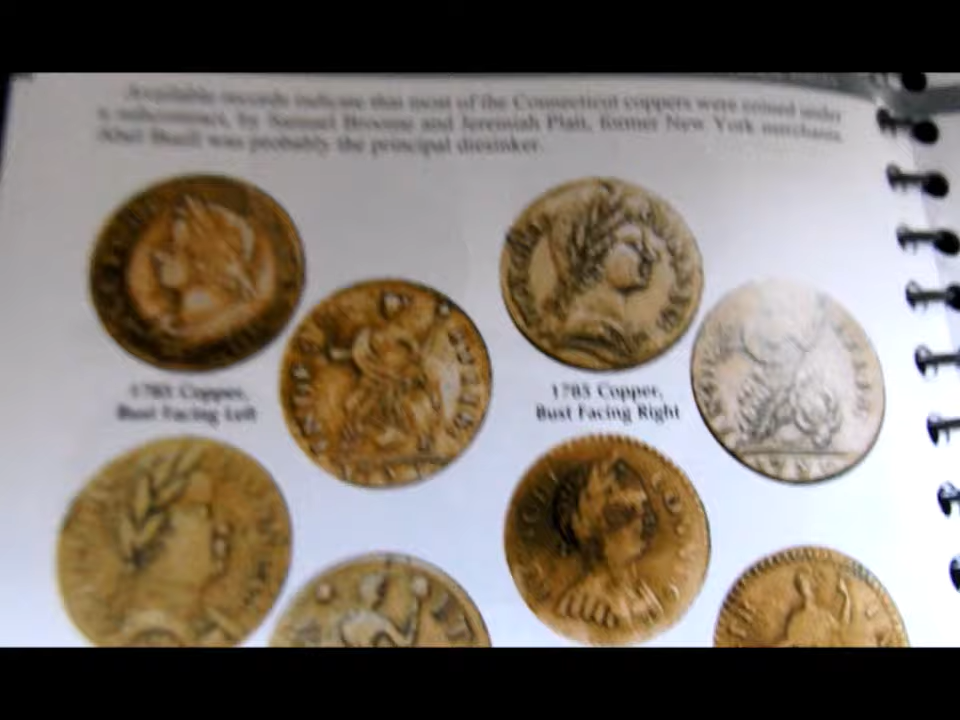 Available records indicate that most of the Connecticut coppers were coined under
a subcontract, by Samuel Broome and Jeremiah Platt, former New York merchants.
Abel Buell was probably the principal diesinker.
1785 Copper,
Bust Facing Left
1785 Copper,
Bust Facing Right